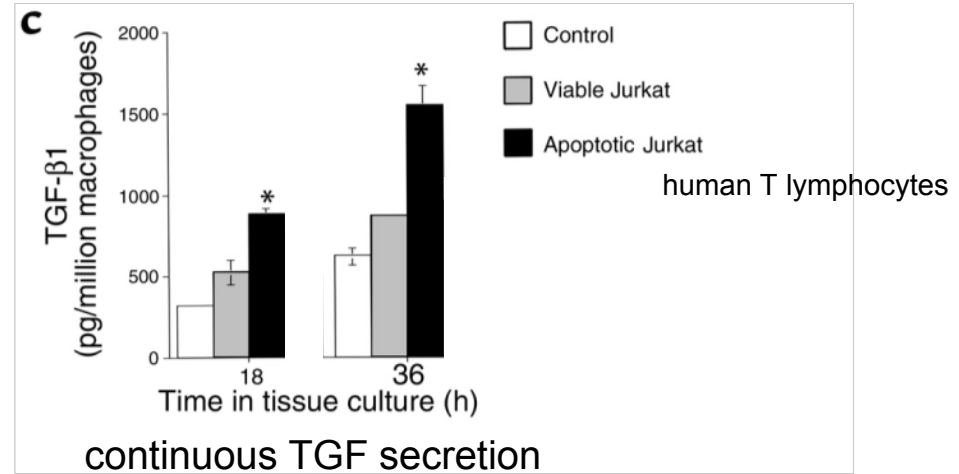 c
TGF-β1
(pg/million macrophages)
2000
1500
1000
500
0
*
*
18
36
Time in tissue culture (h)
Control
Viable Jurkat
Apoptotic Jurkat
human T lymphocytes
continuous TGF secretion